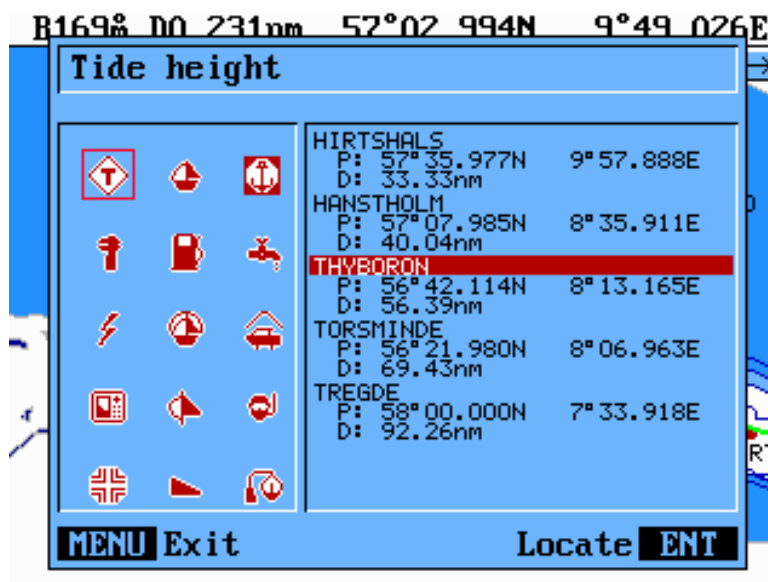 B169°m DO 231nm 57°02 994N 9°49 026E
Tide height
T
HIRTSHALS
P: 57°35.977N 9°57.888E
D: 33.33nm
HANSTHOLM
P: 57°07.985N 8°35.911E
D: 40.04nm
THYBORON
P: 56°42.114N 8°13.165E
D: 56.39nm
TORSMINDE
P: 56°21.980N 8°06.963E
D: 69.43nm
TREGDE
P: 58°00.000N 7°33.918E
D: 92.26nm
MENU Exit Locate ENT